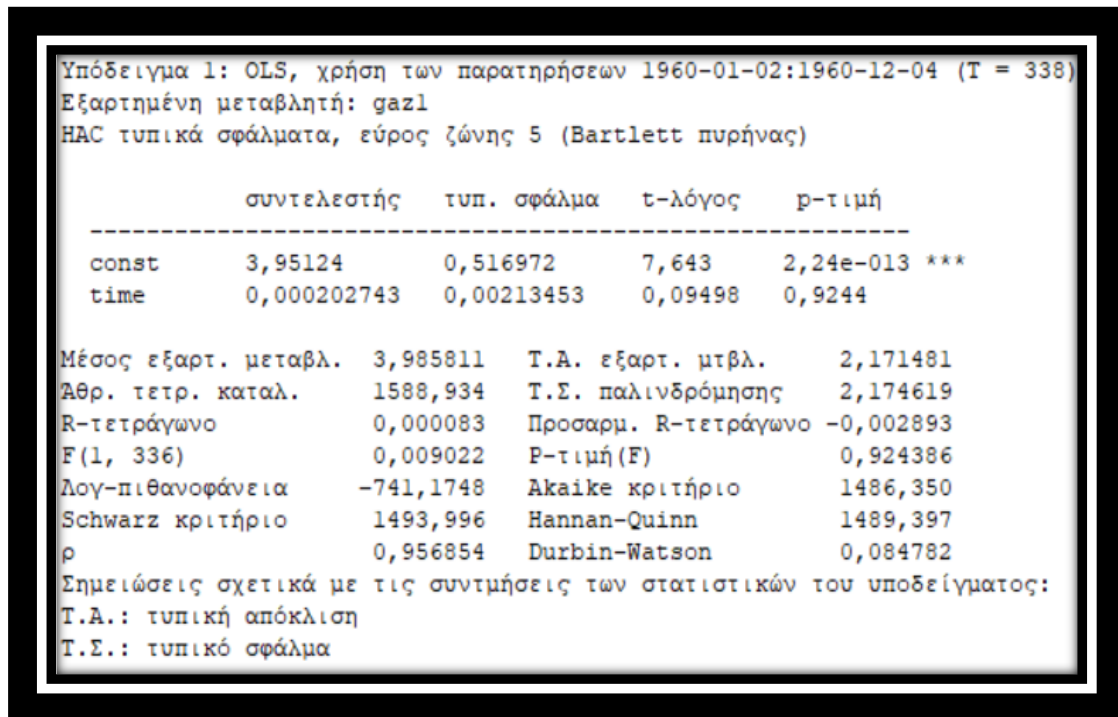 Υπόδειγμα 1: OLS, χρήση των παρατηρήσεων 1960-01-02:1960-12-04 (T = 338)
Εξαρτημένη μεταβλητή: gaz1
HAC τυπικά σφάλματα, εύρος ζώνης 5 (Bartlett πυρήνας)
συντελεστής τυπ. σφάλμα t-λόγος p-τιμή
---------------------------------------------------------
const 3,95124 0,516972 7,643 2,24e-013 ***
time 0,000202743 0,00213453 0,09498 0,9244
Μέσος εξαρτ. μεταβλ. 3,985811 Τ.Α. εξαρτ. μτβλ. 2,171481
Άθρ. τετρ. καταλ. 1588,934 Τ.Σ. παλινδρόμησης 2,174619
R-τετράγωνο 0,000083 Προσαρμ. R-τετράγωνο -0,002893
F(1, 336) 0,009022 P-τιμή(F) 0,924386
Λογ-πιθανοφάνεια -741,1748 Akaike κριτήριο 1486,350
Schwarz κριτήριο 1493,996 Hannan-Quinn 1489,397
ρ 0,956854 Durbin-Watson 0,084782
Σημειώσεις σχετικά με τις συντμήσεις των στατιστικών του υποδείγματος:
Τ.Α.: τυπική απόκλιση
Τ.Σ.: τυπικό σφάλμα